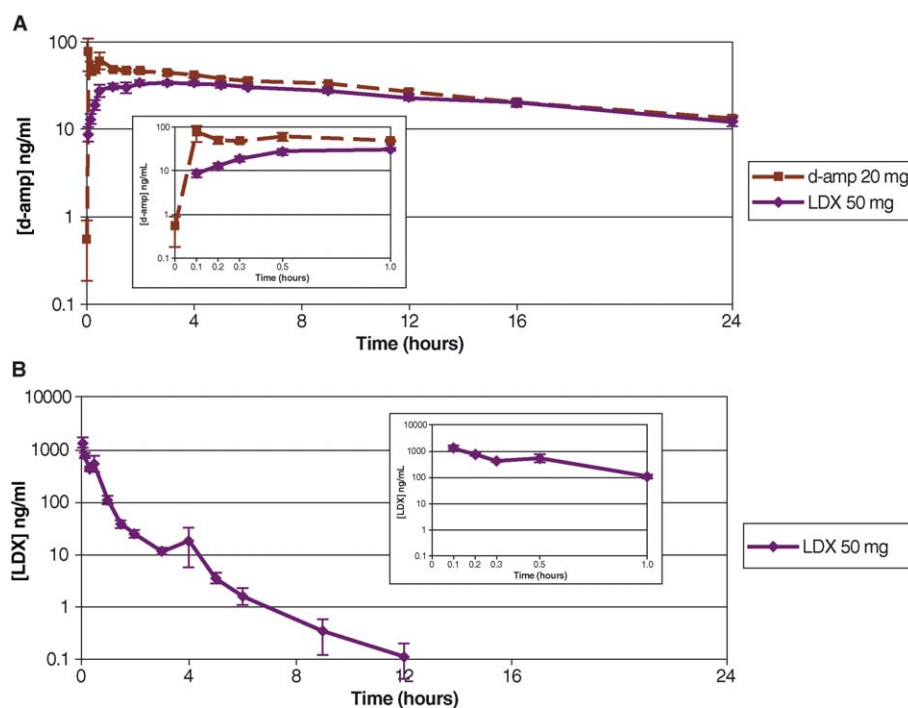 A
100
10
1
0.1
[d-amp] ng/ml
0 4 8 12 16 24
Time (hours)
100
10
1
0.1
[d-amp] ng/mL
0 0.1 0.2 0.3 0.5 1.0
Time (hours)
d-amp 20 mg
LDX 50 mg
B
10000
1000
100
10
1
0.1
[LDX] ng/ml
0 4 8 12 16 24
Time (hours)
10000
1000
100
10
1
0.1
[LDX] ng/mL
0 0.1 0.2 0.3 0.5 1.0
Time (hours)
LDX 50 mg